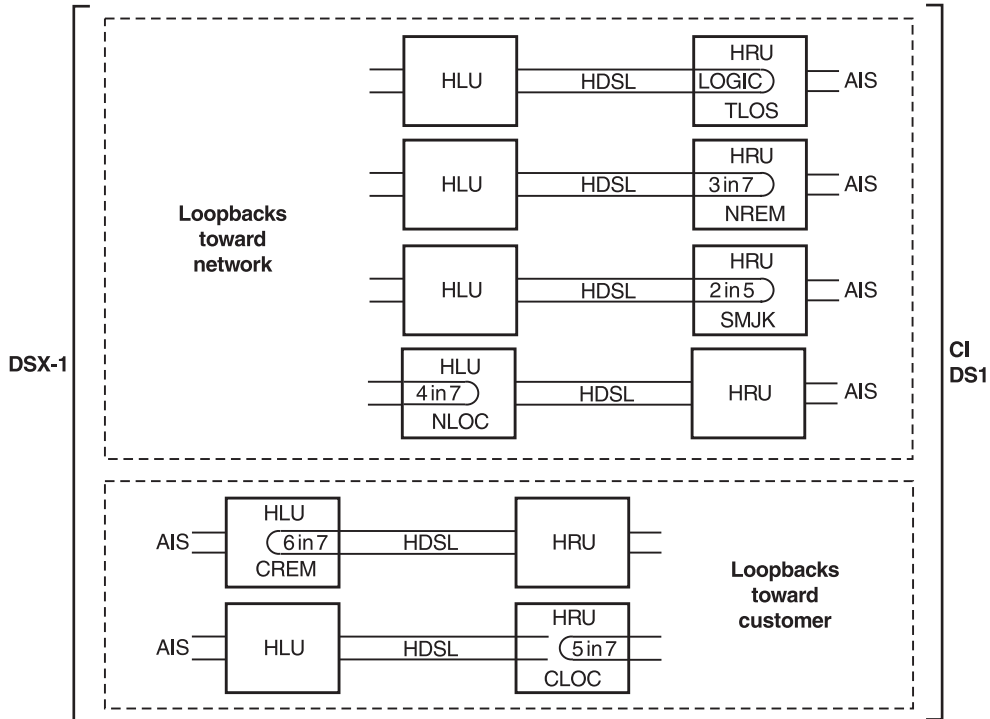 HRU
HLU HDSL LOGIC AIS
TLOS
HRU
HLU HDSL 3 in 7 AIS
NREM
Loopbacks
toward
network
HRU
HLU HDSL 2 in 5 AIS
SMJK
DSX-1
CI
DS1
HLU
4 in 7 HDSL HRU AIS
NLOC
HLU
AIS 6 in 7 HDSL HRU
CREM
Loopbacks
toward
customer
HRU
AIS HLU HDSL 5 in 7
CLOC